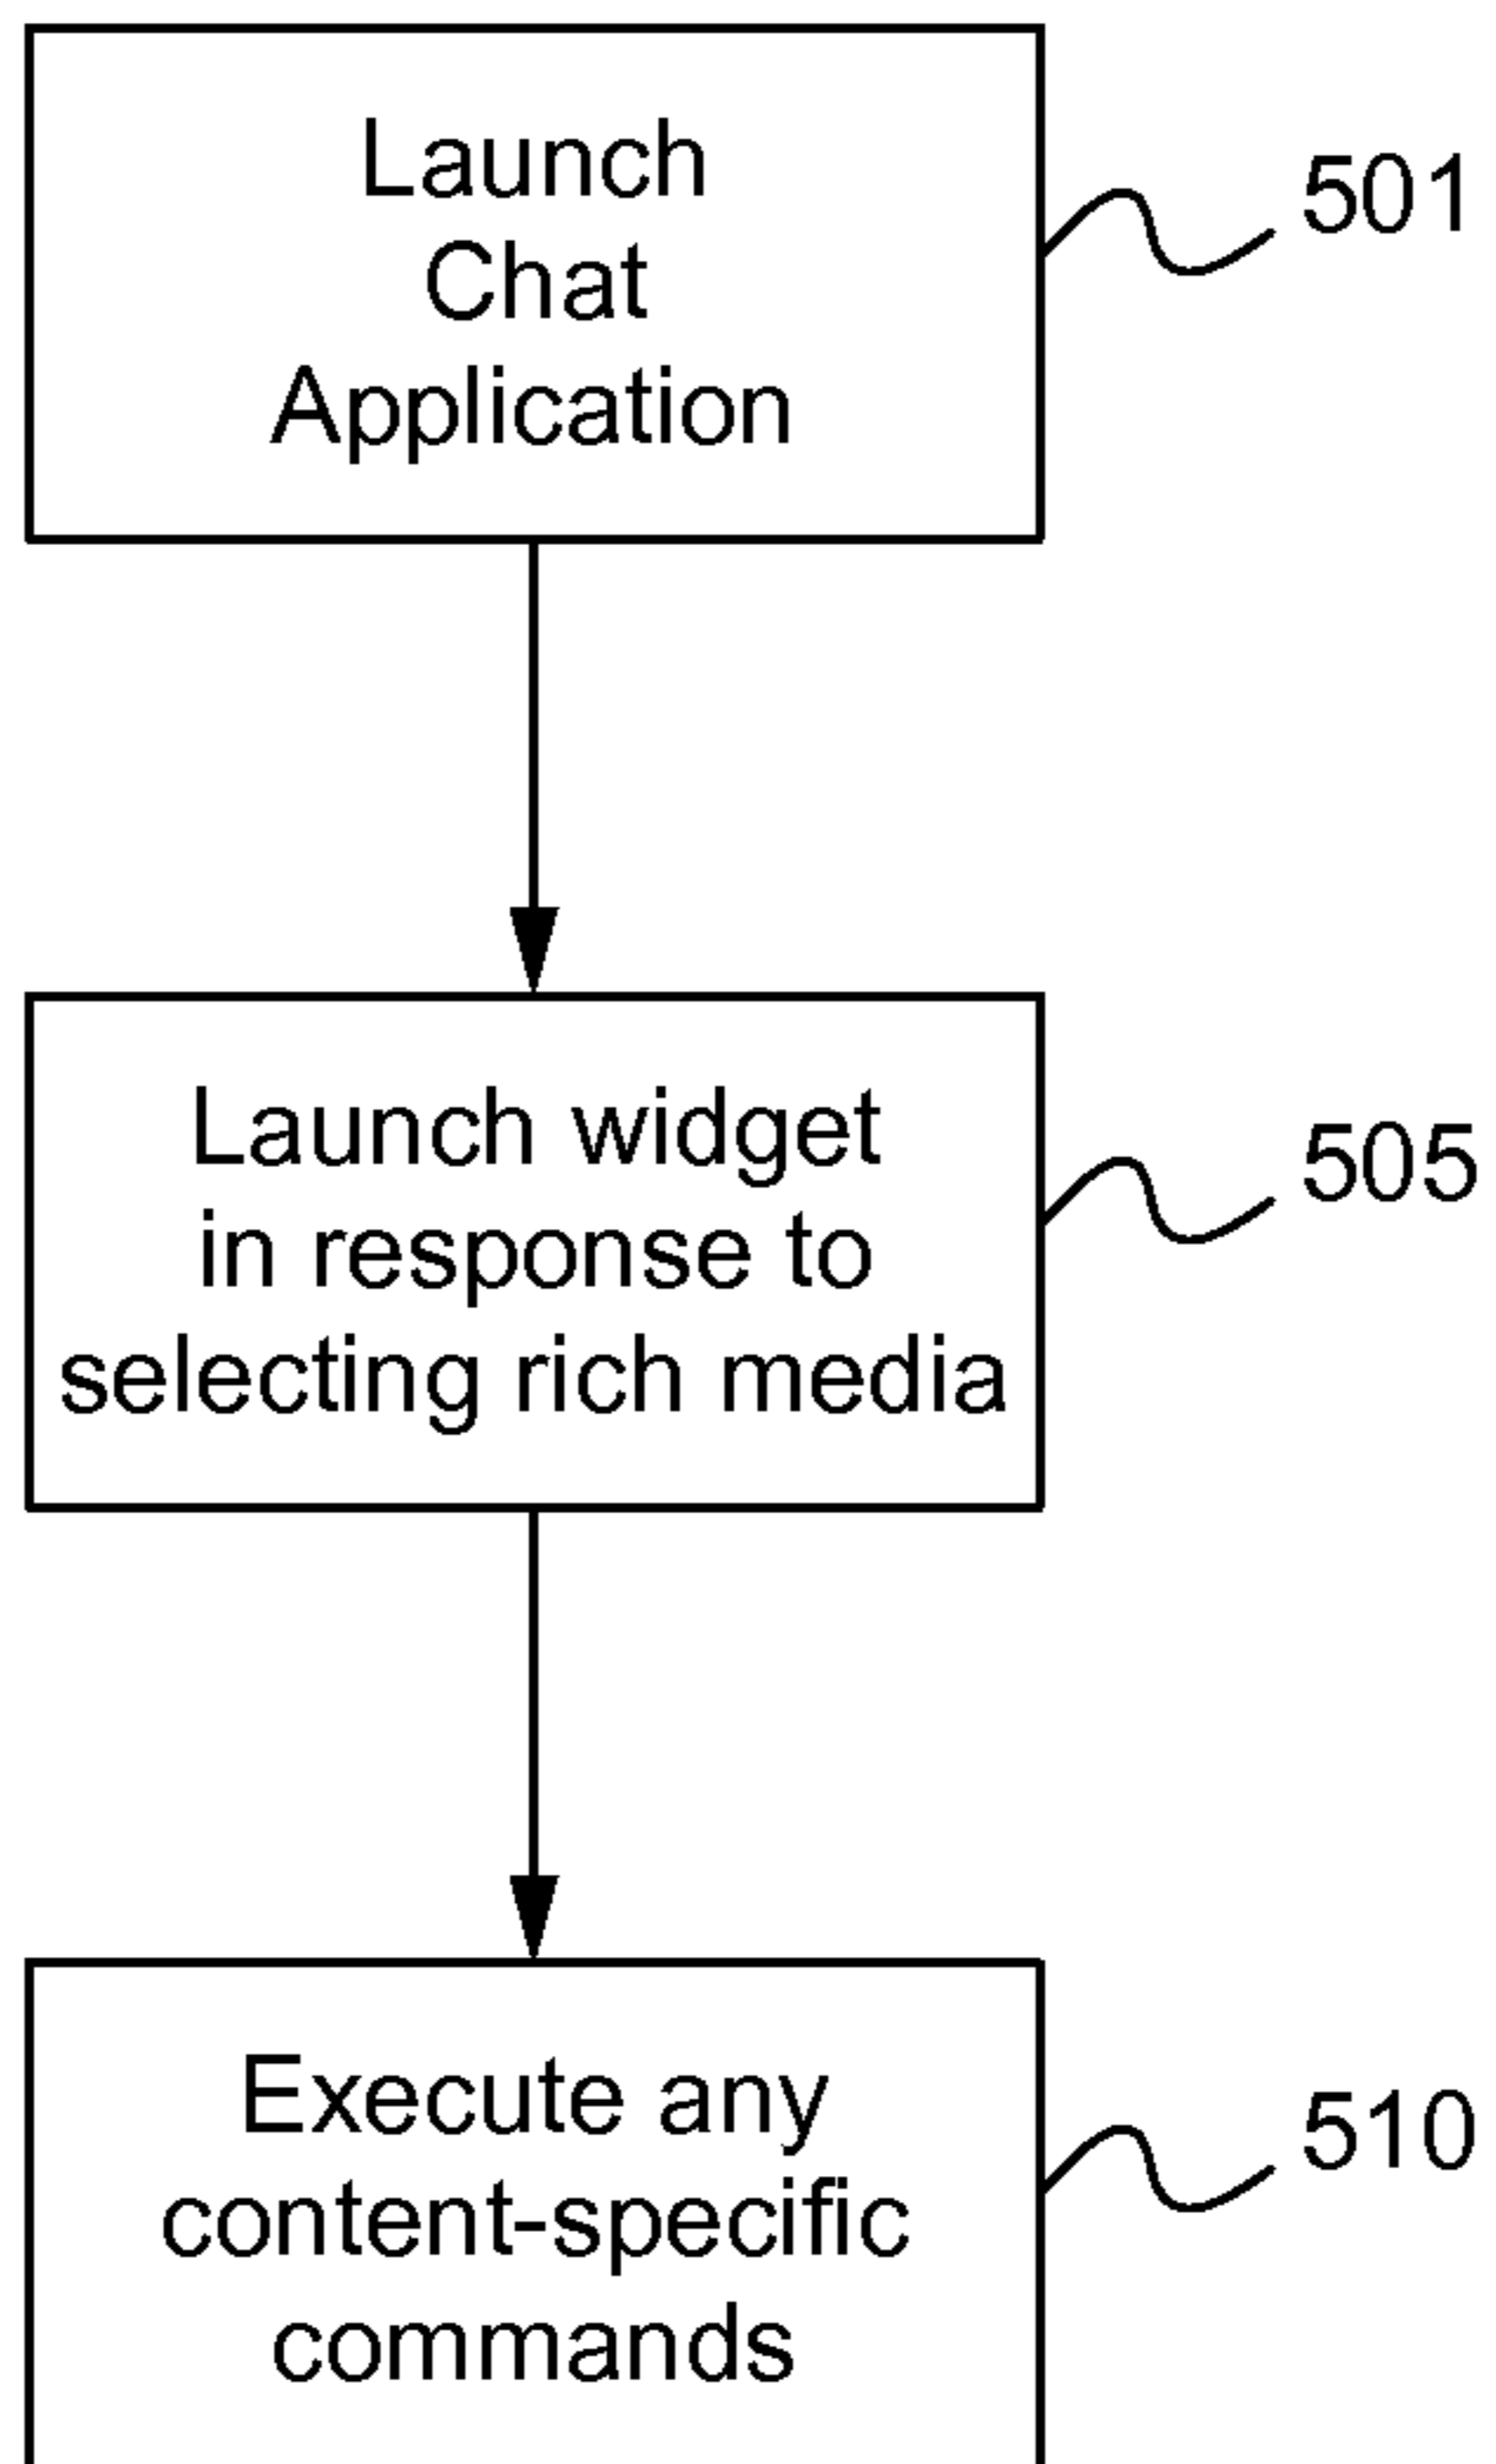 Launch
Chat
Application
501
Launch widget
in response to
selecting rich media
505
Execute any
content-specific
commands
510